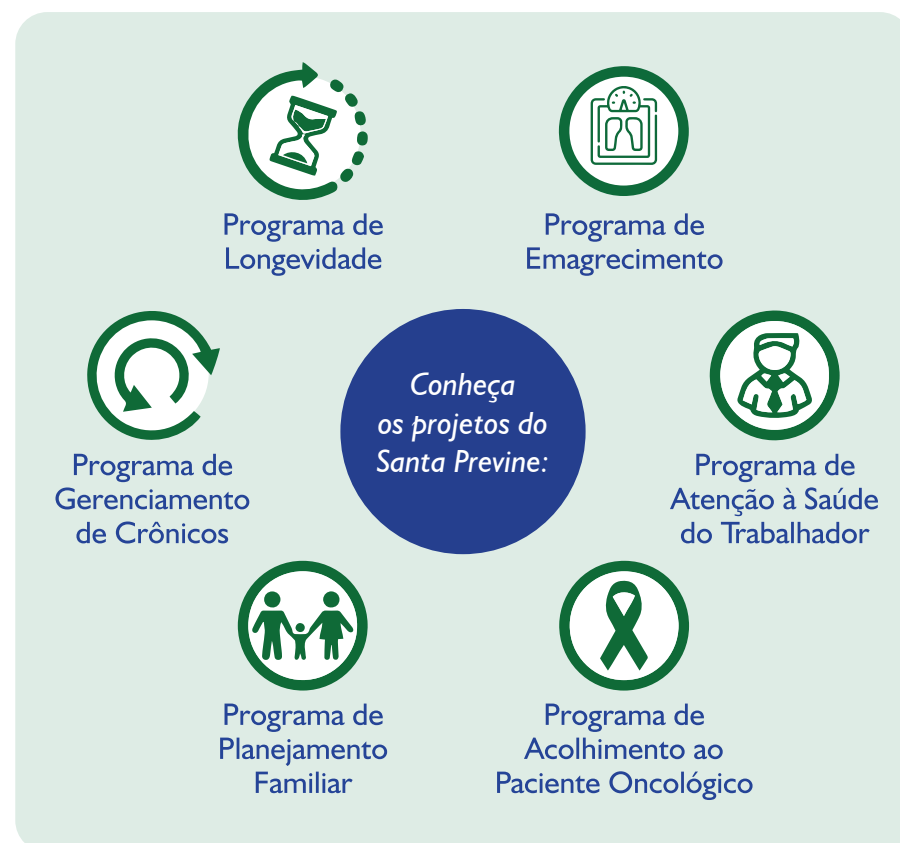 Programa de
Longevidade
Programa de
Emagrecimento
Conheça
os projetos do
Santa Previne:
Programa de
Gerenciamento
de Crônicos
Programa de
Atenção à Saúde
do Trabalhador
Programa de
Planejamento
Familiar
Programa de
Acolhimento ao
Paciente Oncológico